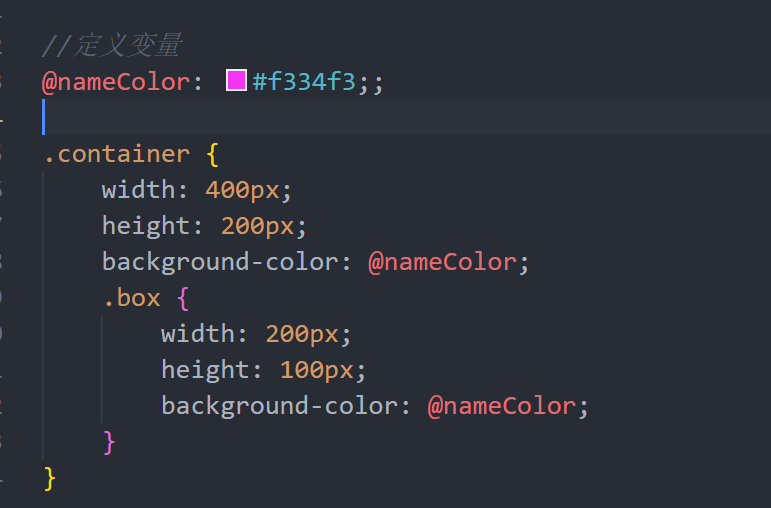 //定义变量
@nameColor: #f334f3;;
.container {
width: 400px;
height: 200px;
background-color: @nameColor;
.box {
width: 200px;
height: 100px;
background-color: @nameColor;
}
}